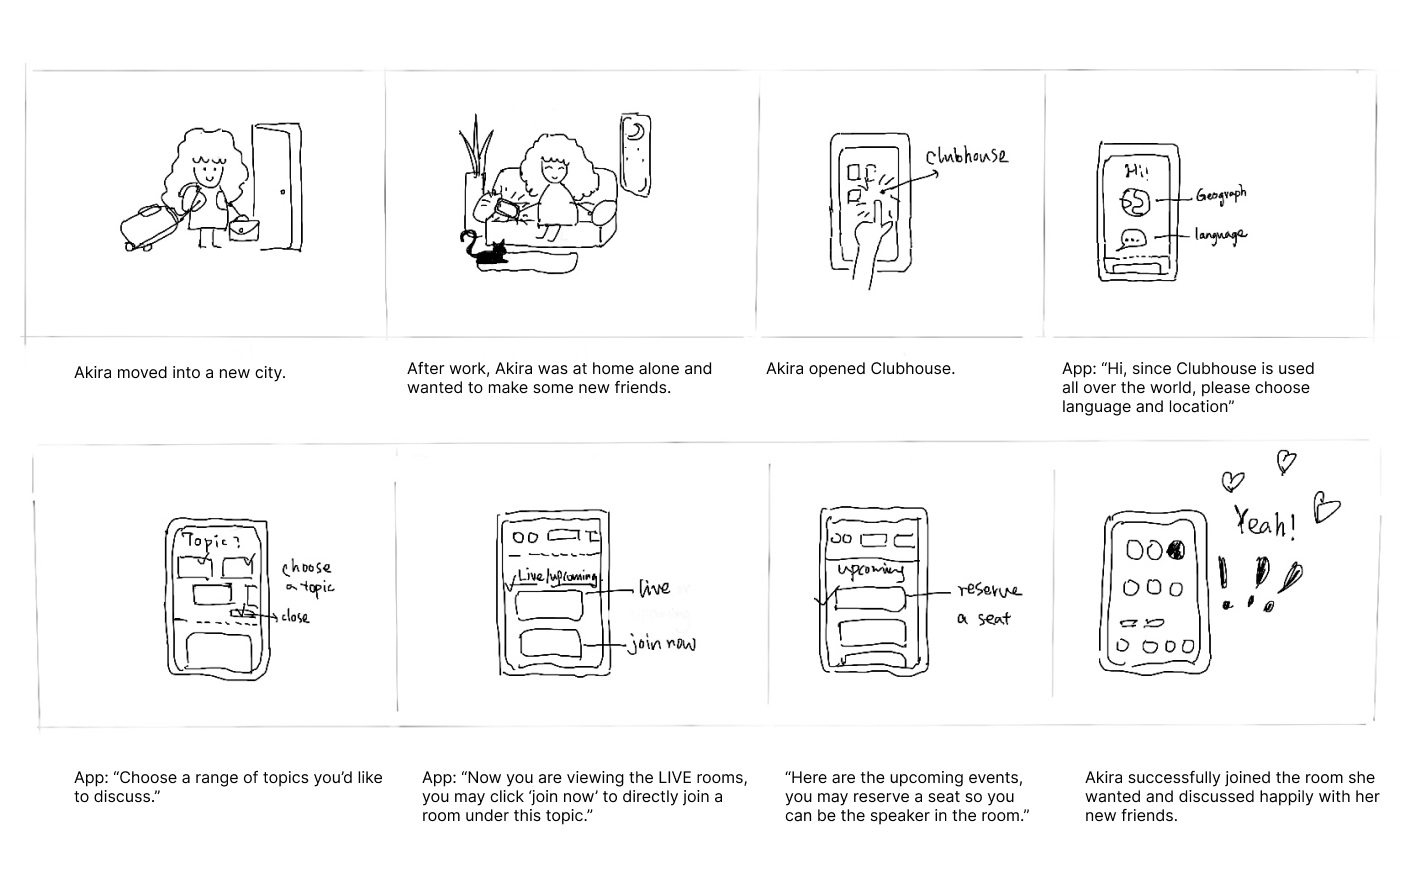 Clubhouse
Hi!
Geograph
language
Akira moved into a new city.
After work, Akira was at home alone and
wanted to make some new friends.
Akira opened Clubhouse.
App: “Hi, since Clubhouse is used
all over the world, please choose
language and location”
Topic?
choose
a topic
close
Live/upcoming
live
join now
upcoming
reserve
a seat
Yeah!
App: “Choose a range of topics you’d like
to discuss.”
App: “Now you are viewing the LIVE rooms,
you may click ‘join now’ to directly join a
room under this topic.”
“Here are the upcoming events,
you may reserve a seat so you
can be the speaker in the room.”
Akira successfully joined the room she
wanted and discussed happily with her
new friends.